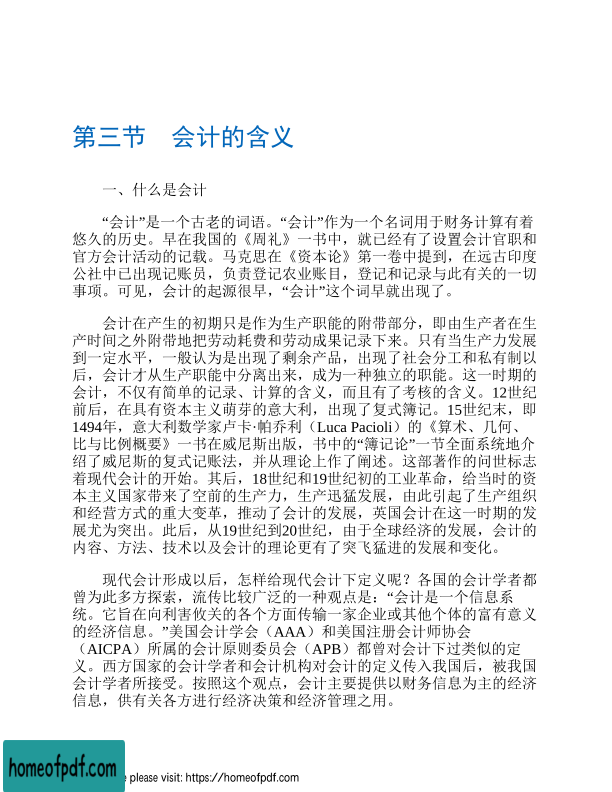 第三节　会计的含义
一、什么是会计
“会计”是一个古老的词语。“会计”作为一个名词用于财务计算有着
悠久的历史。早在我国的《周礼》一书中，就已经有了设置会计官职和
官方会计活动的记载。马克思在《资本论》第一卷中提到，在远古印度
公社中已出现记账员，负责登记农业账目，登记和记录与此有关的一切
事项。可见，会计的起源很早，“会计”这个词早就出现了。
会计在产生的初期只是作为生产职能的附带部分，即由生产者在生
产时间之外附带地把劳动耗费和劳动成果记录下来。只有当生产力发展
到一定水平，一般认为是出现了剩余产品，出现了社会分工和私有制以
后，会计才从生产职能中分离出来，成为一种独立的职能。这一时期的
会计，不仅有简单的记录、计算的含义，而且有了考核的含义。12世纪
前后，在具有资本主义萌芽的意大利，出现了复式簿记。15世纪末，即
1494年，意大利数学家卢卡·帕乔利（Luca Pacioli）的《算术、几何、
比与比例概要》一书在威尼斯出版，书中的“簿记论”一节全面系统地介
绍了威尼斯的复式记账法，并从理论上作了阐述。这部著作的问世标志
着现代会计的开始。其后，18世纪和19世纪初的工业革命，给当时的资
本主义国家带来了空前的生产力，生产迅猛发展，由此引起了生产组织
和经营方式的重大变革，推动了会计的发展，英国会计在这一时期的发
展尤为突出。此后，从19世纪到20世纪，由于全球经济的发展，会计的
内容、方法、技术以及会计的理论更有了突飞猛进的发展和变化。
现代会计形成以后，怎样给现代会计下定义呢？各国的会计学者都
曾为此多方探索，流传比较广泛的一种观点是：“会计是一个信息系
统。它旨在向利害攸关的各个方面传输一家企业或其他个体的富有意义
的经济信息。”美国会计学会（AAA）和美国注册会计师协会
（AICPA）所属的会计原则委员会（APB）都曾对会计下过类似的定
义。西方国家的会计学者和会计机构对会计的定义传入我国后，被我国
会计学者所接受。按照这个观点，会计主要提供以财务信息为主的经济
信息，供有关各方进行经济决策和经济管理之用。
homeofpdf.com
please visit: https://homeofpdf.com